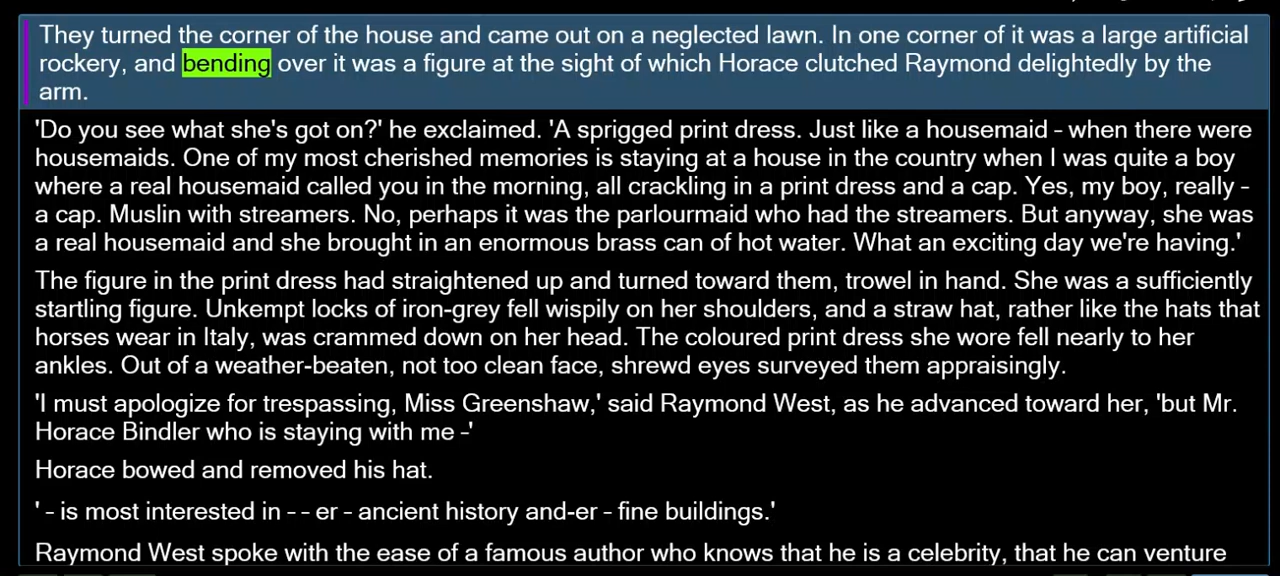 They turned the corner of the house and came out on a neglected lawn. In one corner of it was a large artificial
rockery, and bending over it was a figure at the sight of which Horace clutched Raymond delightedly by the
arm.
'Do you see what she's got on?' he exclaimed. 'A sprigged print dress. Just like a housemaid – when there were
housemaids. One of my most cherished memories is staying at a house in the country when I was quite a boy
where a real housemaid called you in the morning, all crackling in a print dress and a cap. Yes, my boy, really –
a cap. Muslin with streamers. No, perhaps it was the parlourmaid who had the streamers. But anyway, she was
a real housemaid and she brought in an enormous brass can of hot water. What an exciting day we're having.'
The figure in the print dress had straightened up and turned toward them, trowel in hand. She was a sufficiently
startling figure. Unkempt locks of iron-grey fell wispily on her shoulders, and a straw hat, rather like the hats that
horses wear in Italy, was crammed down on her head. The coloured print dress she wore fell nearly to her
ankles. Out of a weather-beaten, not too clean face, shrewd eyes surveyed them appraisingly.
'I must apologize for trespassing, Miss Greenshaw,' said Raymond West, as he advanced toward her, 'but Mr.
Horace Bindler who is staying with me –'
Horace bowed and removed his hat.
' – is most interested in – – er – ancient history and-er – fine buildings.'
Raymond West spoke with the ease of a famous author who knows that he is a celebrity, that he can venture